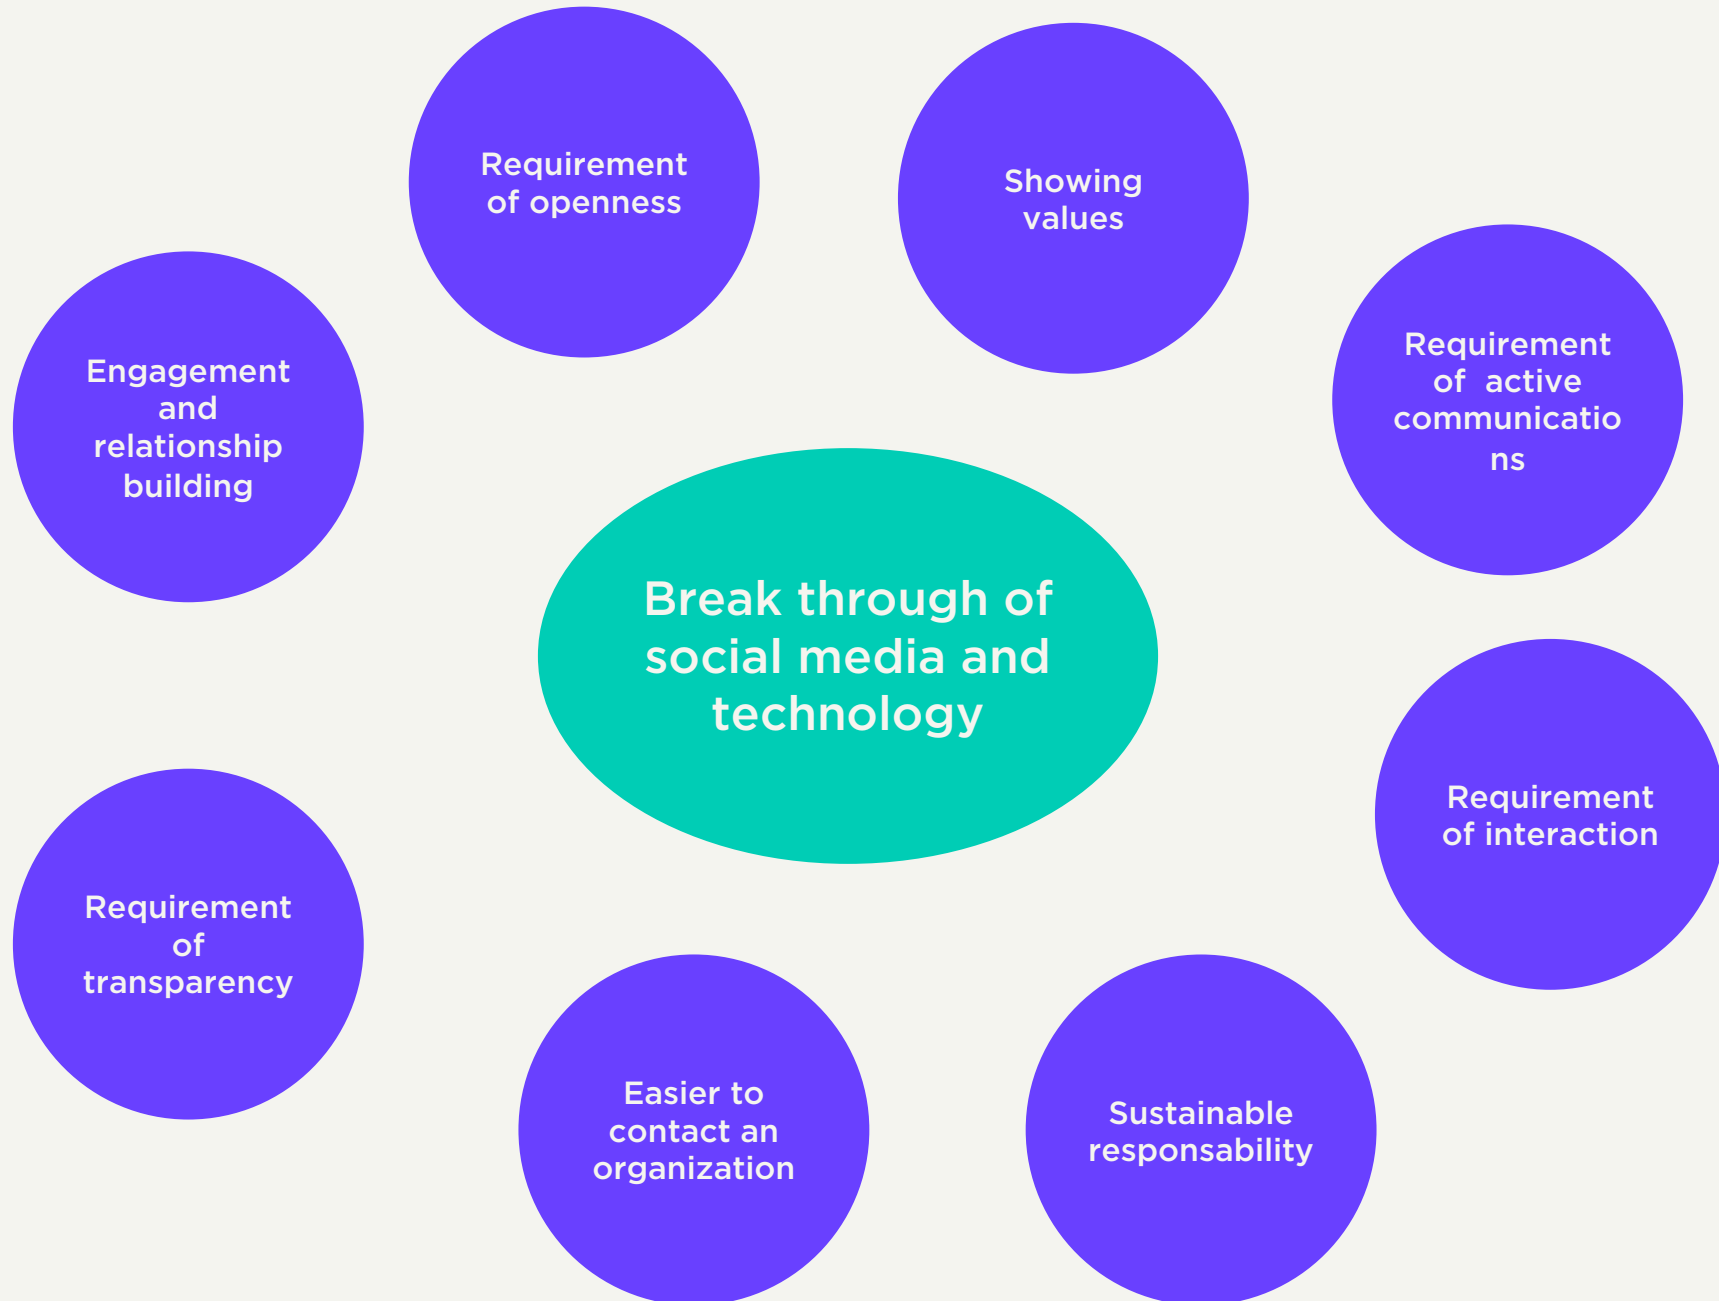 Requirement
of openness
Showing
values
Engagement
and
relationship
building
Requirement
of  active
communicatio
ns
Break through of
social media and
technology
Requirement
of interaction
Requirement
of
transparency
Easier to
contact an
organization
Sustainable
responsability